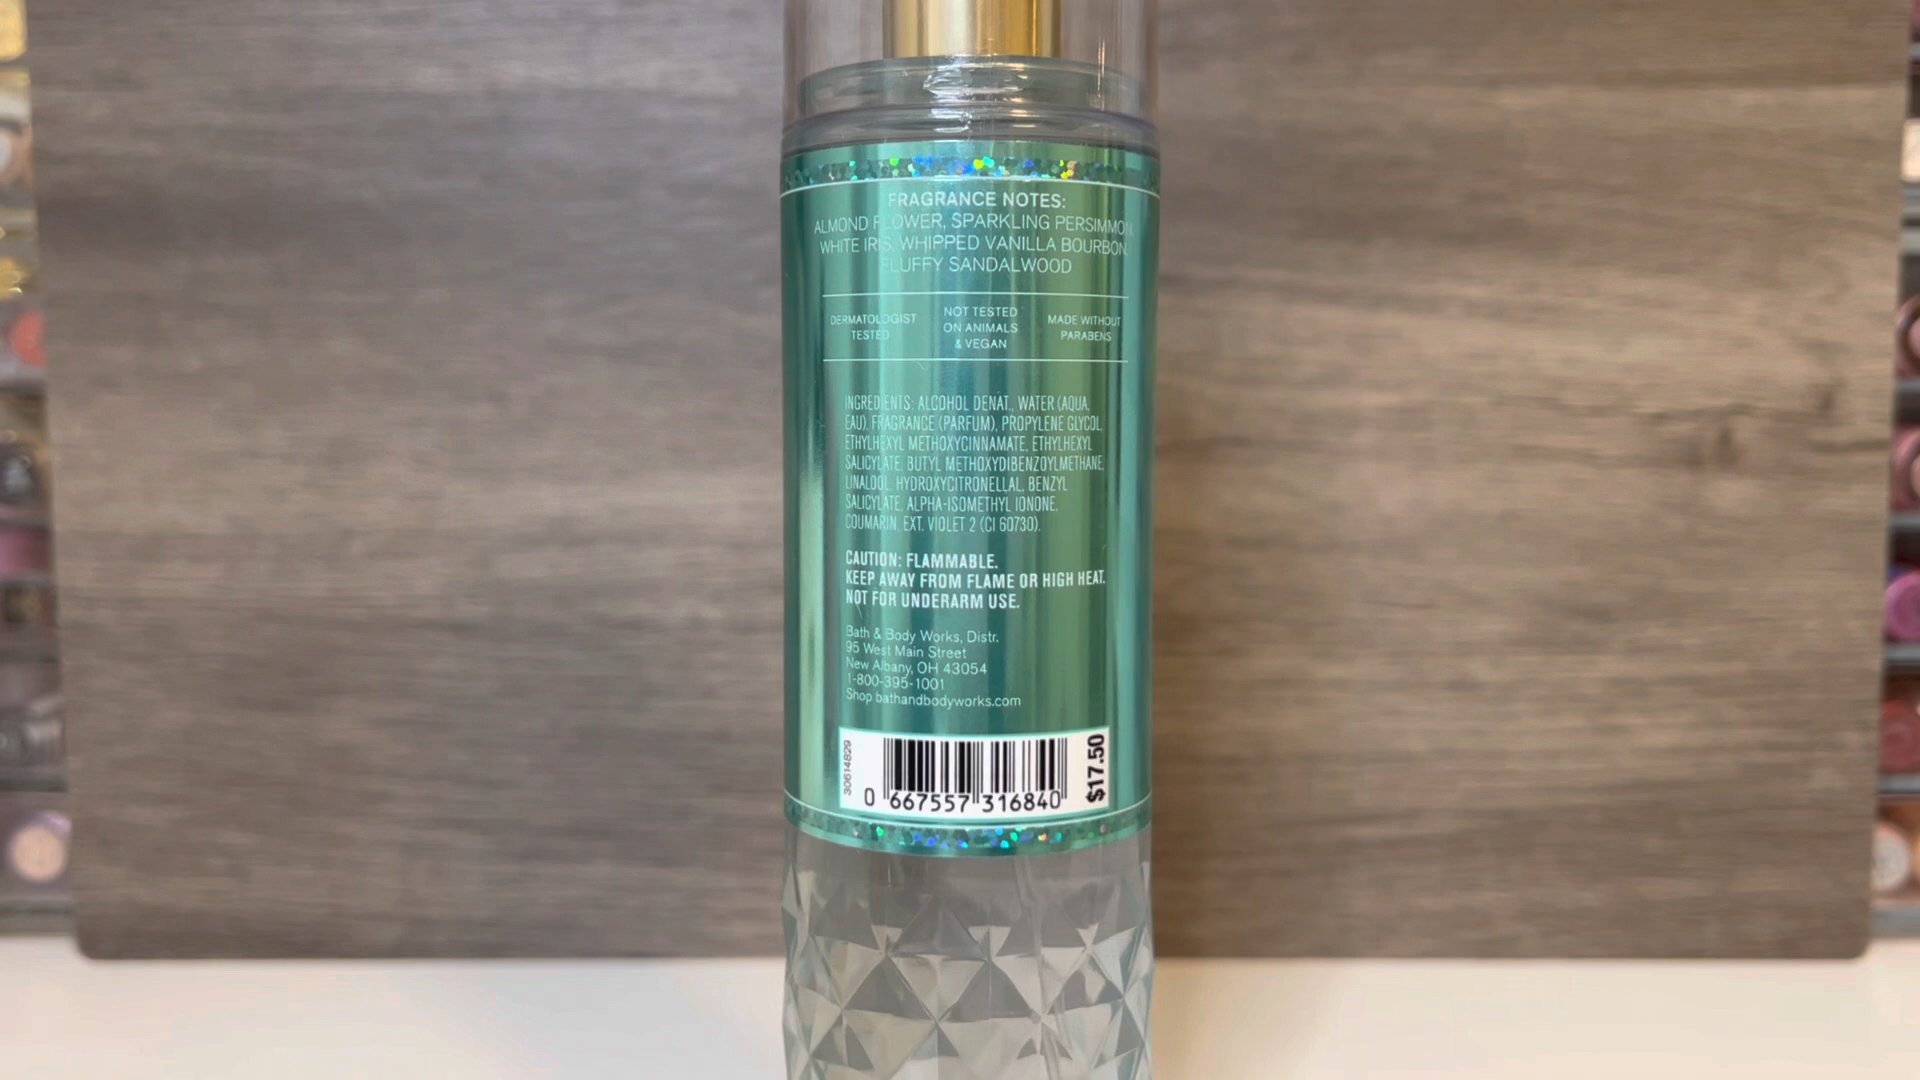 FRAGRANCE NOTES:
ALMOND FLOWER, SPARKLING PERSIMMON,
WHITE IRIS, WHIPPED VANILLA BOURBON,
FLUFFY SANDALWOOD
DERMATOLOGIST
TESTED
NOT TESTED
ON ANIMALS
& VEGAN
MADE WITHOUT
PARABENS
INGREDIENTS: ALCOHOL DENAT., WATER (AQUA,
EAU), FRAGRANCE (PARFUM), PROPYLENE GLYCOL,
ETHYLHEXYL METHOXYCINNAMATE, ETHYLHEXYL
SALICYLATE, BUTYL METHOXYDIBENZOYLMETHANE,
LINALOOL, HYDROXYCITRONELLAL, BENZYL
SALICYLATE, ALPHA-ISOMETHYL IONONE,
COUMARIN, EXT. VIOLET 2 (CI 60730).
CAUTION: FLAMMABLE.
KEEP AWAY FROM FLAME OR HIGH HEAT.
NOT FOR UNDERARM USE.
Bath & Body Works, Distr.
95 West Main Street
New Albany, OH 43054
1-800-395-1001
Shop bathandbodyworks.com
30614829
0 667557 316840
$17.50